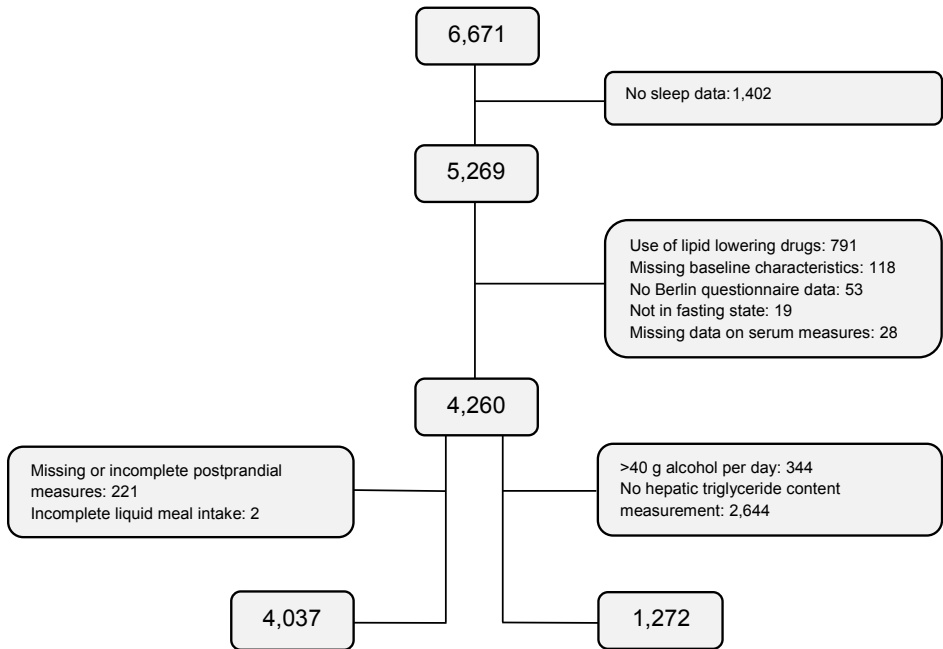 6,671
No sleep data: 1,402
5,269
Use of lipid lowering drugs: 791
Missing baseline characteristics: 118
No Berlin questionnaire data: 53
Not in fasting state: 19
Missing data on serum measures: 28
4,260
Missing or incomplete postprandial
measures: 221
Incomplete liquid meal intake: 2
>40 g alcohol per day: 344
No hepatic triglyceride content
measurement: 2,644
4,037
1,272